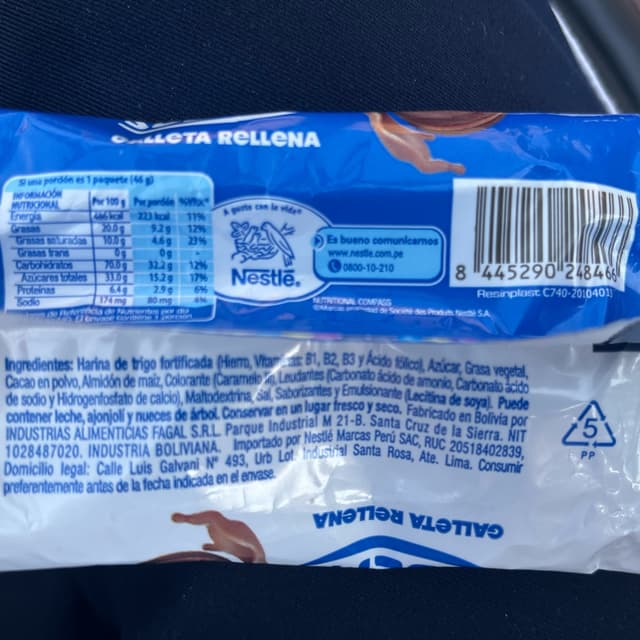 GALLETA RELLENA
Si una porción es 1 paquete (46 g)
INFORMACIÓN NUTRICIONAL Por 100 g Por porción %VRN*
Energía 446 kcal 223 kcal 11%
Grasas 20.0 g 9.2 g 12%
Grasas saturadas 10.0 g 4.6 g 23%
Grasas trans 0 g 0 g -
Carbohidratos 70.0 g 32.2 g 12%
Azúcares totales 33.0 g 15.2 g 17%
Proteínas 6.4 g 2.9 g 6%
Sodio 174 mg 80 mg 4%
A gusto con la vida
Nestlé.
Es bueno comunicarnos
www.nestle.com.pe
0800-10-210
NUTRITIONAL COMPASS
®Marcas propiedad de Société des Produits Nestlé S.A.
8 445290 248466
Resinplast C740-201040
Ingredientes: Harina de trigo fortificada (Hierro, Vitaminas: B1, B2, B3 y Ácido fólico), Azúcar, Grasa vegetal,
Cacao en polvo, Almidón de maíz, Colorante (Caramelo), Leudantes (Carbonato ácido de amonio, Carbonato ácido
de sodio y Hidrogenfosfato de calcio), Maltodextrina, Sal, Saborizantes y Emulsionante (Lecitina de soya). Puede
contener leche, ajonjolí y nueces de árbol. Conservar en un lugar fresco y seco. Fabricado en Bolivia por
INDUSTRIAS ALIMENTICIAS FAGAL S.R.L. Parque Industrial M 21-B. Santa Cruz de la Sierra. NIT
1028487020. INDUSTRIA BOLIVIANA. Importado por Nestlé Marcas Perú SAC, RUC 20518402839,
Domicilio legal: Calle Luis Galvani N° 493, Urb Lot. Industrial Santa Rosa, Ate. Lima. Consumir
preferentemente antes de la fecha indicada en el envase.
5
PP
GALLETA RELLENA